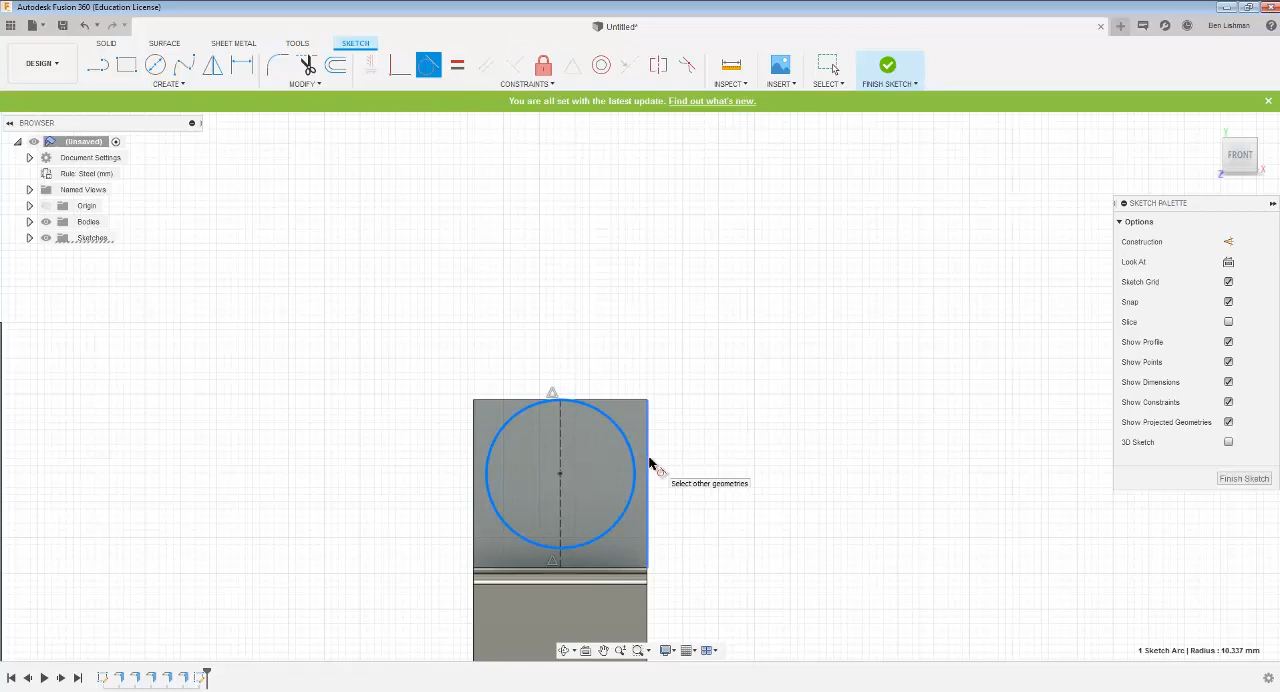 Autodesk Fusion 360 (Education License)
Untitled*
Ben Lishman
DESIGN
SOLID SURFACE SHEET METAL TOOLS SKETCH
CREATE MODIFY CONSTRAINTS INSPECT INSERT SELECT FINISH SKETCH
You are all set with the latest update. Find out what's new.
BROWSER
(Unsaved)
Document Settings
Rule: Steel (mm)
Named Views
Origin
Bodies
Sketches
Y
FRONT
Z
X
SKETCH PALETTE
Options
Construction
Look At
Sketch Grid
Snap
Slice
Show Profile
Show Points
Show Dimensions
Show Constraints
Show Projected Geometries
3D Sketch
Finish Sketch
Select other geometries
1 Sketch Arc | Radius : 10.337 mm